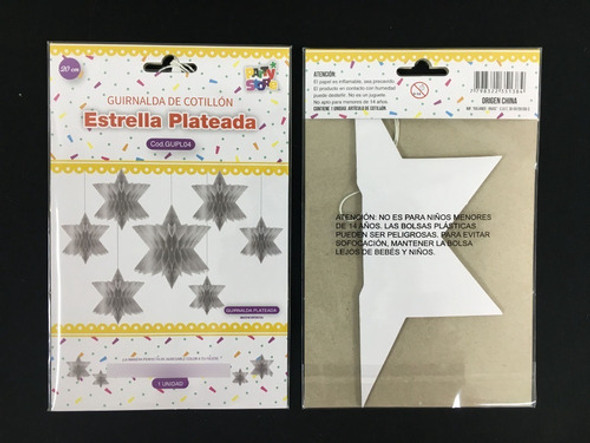 20 cm
PARTY Store
GUIRNALDA DE COTILLÓN
Estrella Plateada
Cód.GUPL04
GUIRNALDA PLATEADA
1 UNIDAD
ATENCIÓN:
El papel es inflamable, sea precavido.
El producto en contacto con humedad
puede desteñir. No es un juguete.
No apto para menores de 14 años.
CONTIENE 1 UNIDAD. ARTÍCULO DE COTILLÓN.
ORIGEN CHINA
ATENCIÓN: NO ES PARA NIÑOS MENORES
DE 14 AÑOS. LAS BOLSAS PLÁSTICAS
PUEDEN SER PELIGROSAS. PARA EVITAR
SOFOCACIÓN, MANTENER LA BOLSA
LEJOS DE BEBÉS Y NIÑOS.